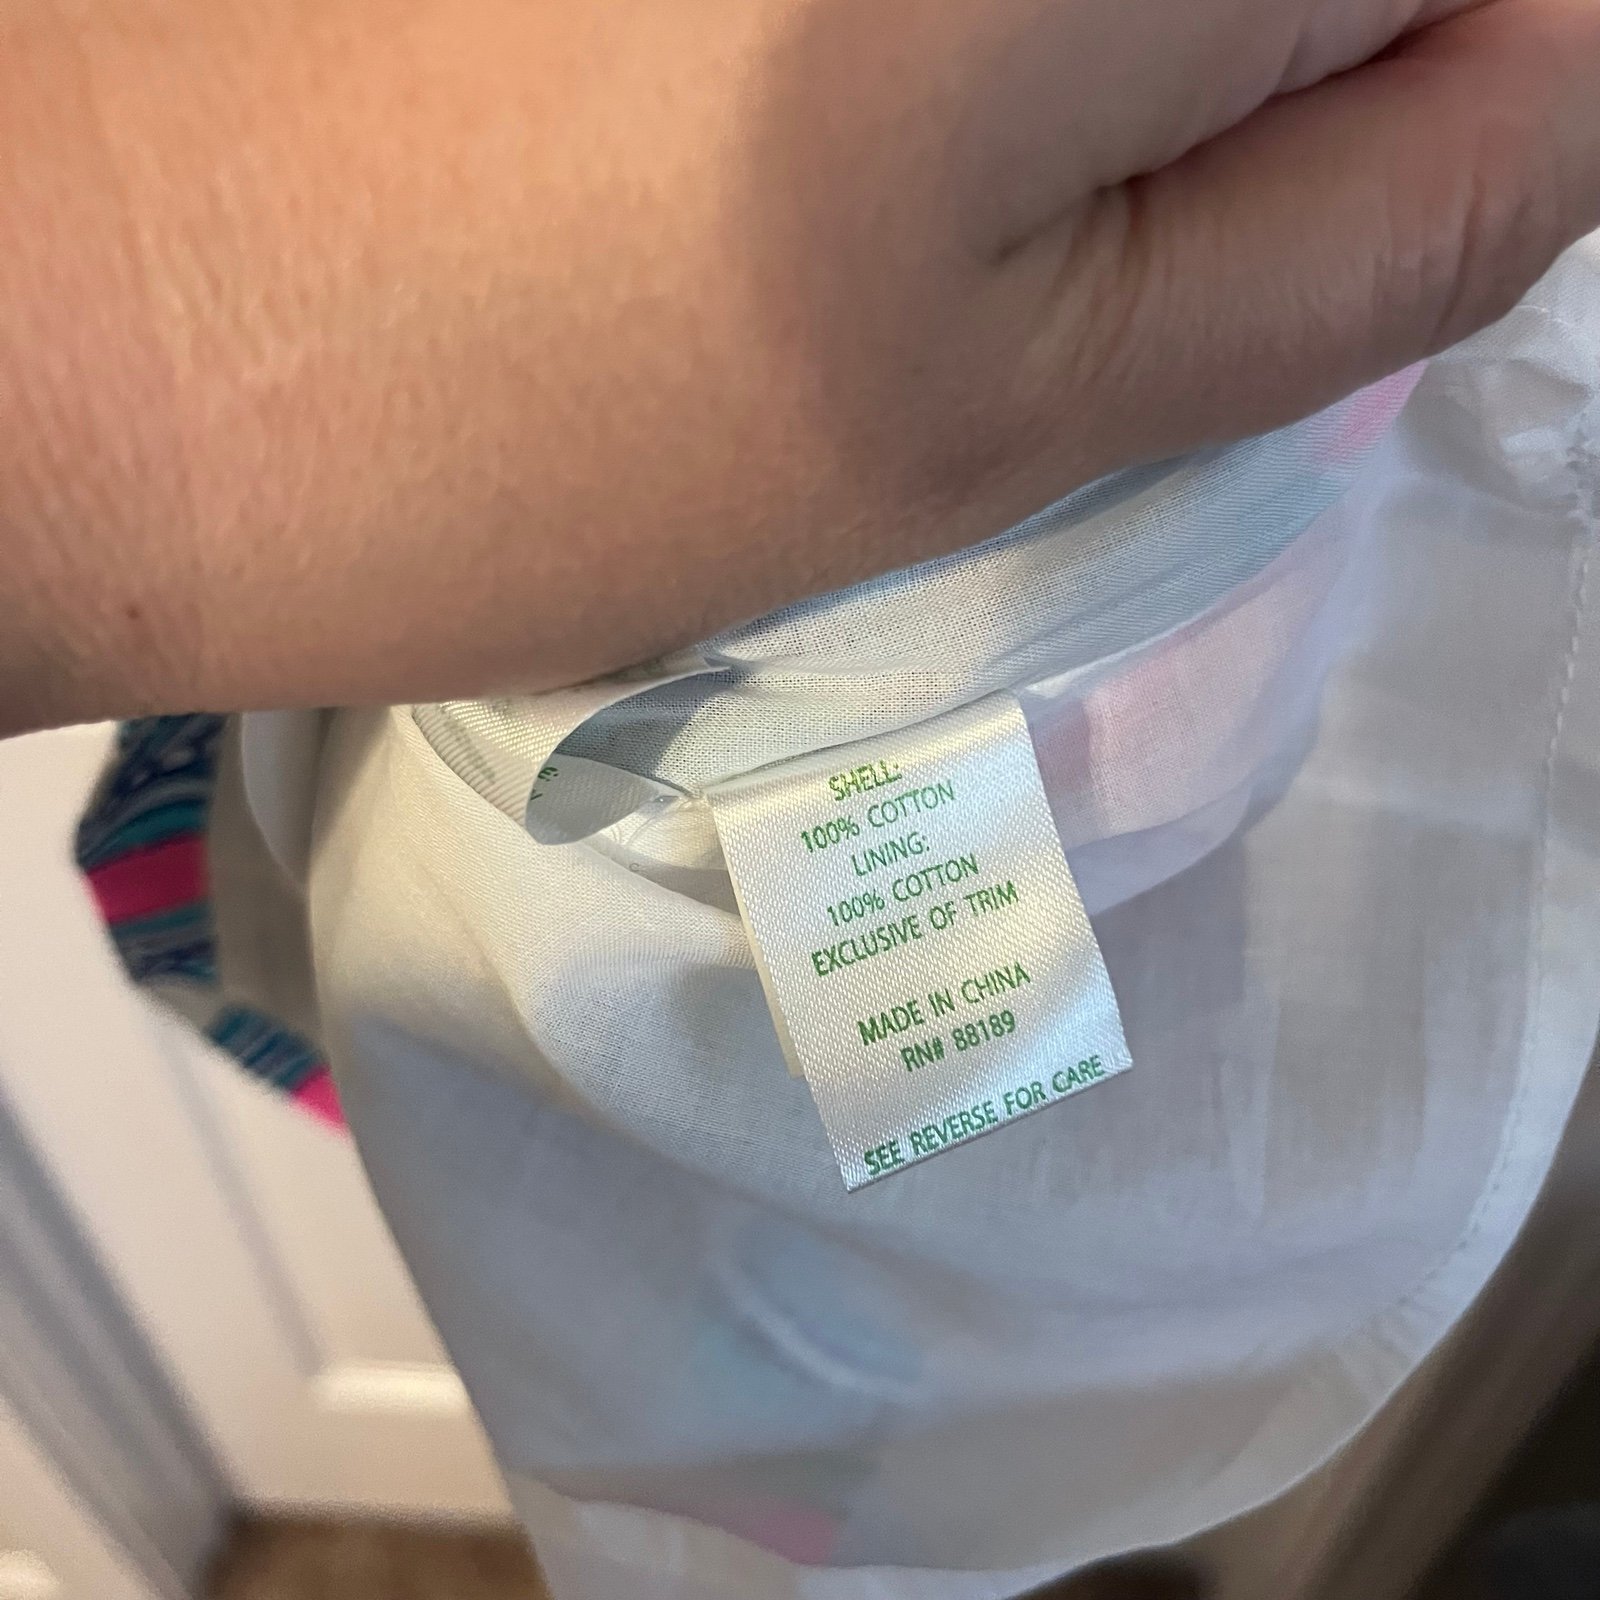 SHELL:
100% COTTON
LINING:
100% COTTON
EXCLUSIVE OF TRIM
MADE IN CHINA
RN# 88189
SEE REVERSE FOR CARE